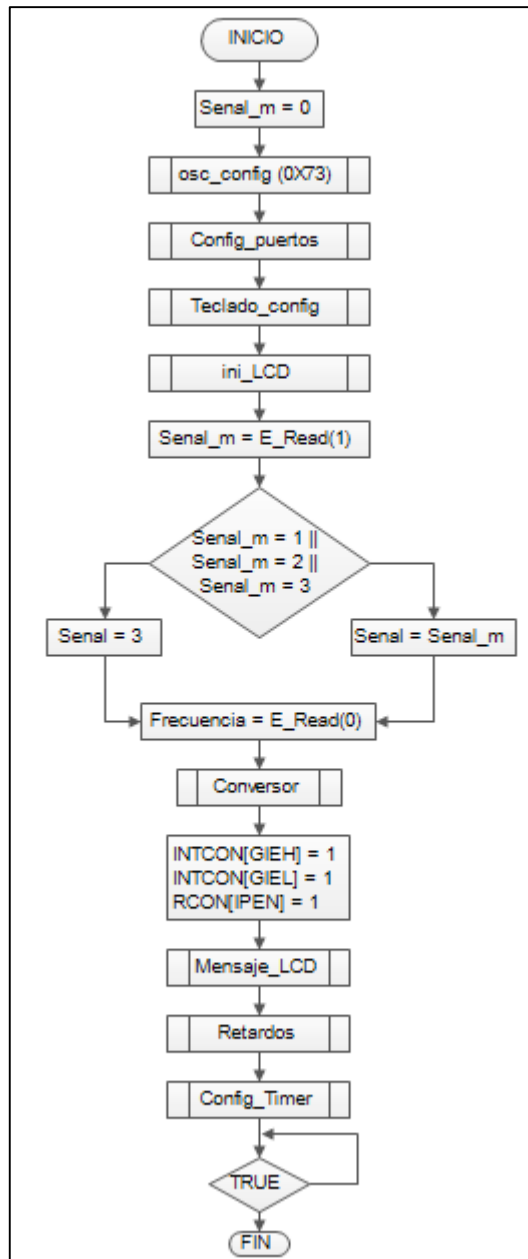 INICIO
Senal_m = 0
osc_config (0X73)
Config_puertos
Teclado_config
ini_LCD
Senal_m = E_Read(1)
Senal_m = 1 ||
Senal_m = 2 ||
Senal_m = 3
Senal = 3
Senal = Senal_m
Frecuencia = E_Read(0)
Conversor
INTCON[GIEH] = 1
INTCON[GIEL] = 1
RCON[IPEN] = 1
Mensaje_LCD
Retardos
Config_Timer
TRUE
FIN